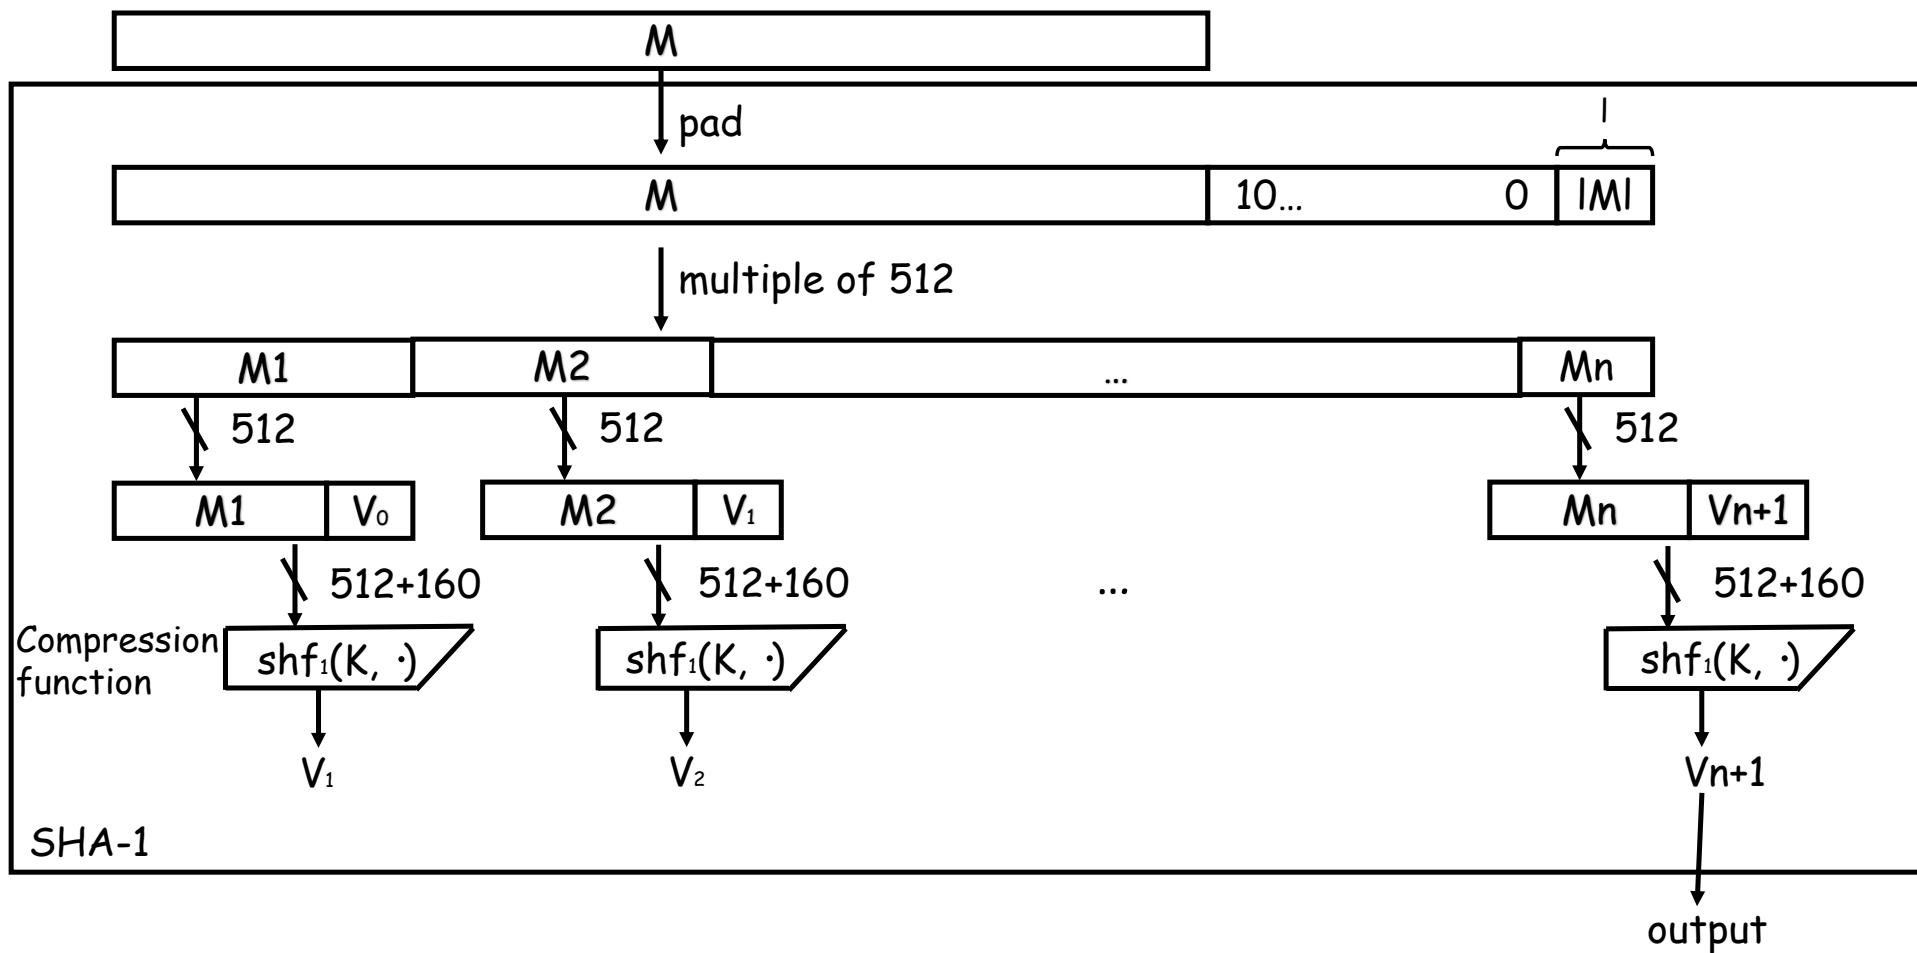 M
pad
l
M 10... 0 |M|
multiple of 512
M1 M2 ... Mn
512 512 512
M1 V₀ M2 V₁ Mn Vn+1
512+160 512+160 ... 512+160
Compression
function
shf₁(K, ·) shf₁(K, ·) shf₁(K, ·)
V₁ V₂ Vn+1
SHA-1
output